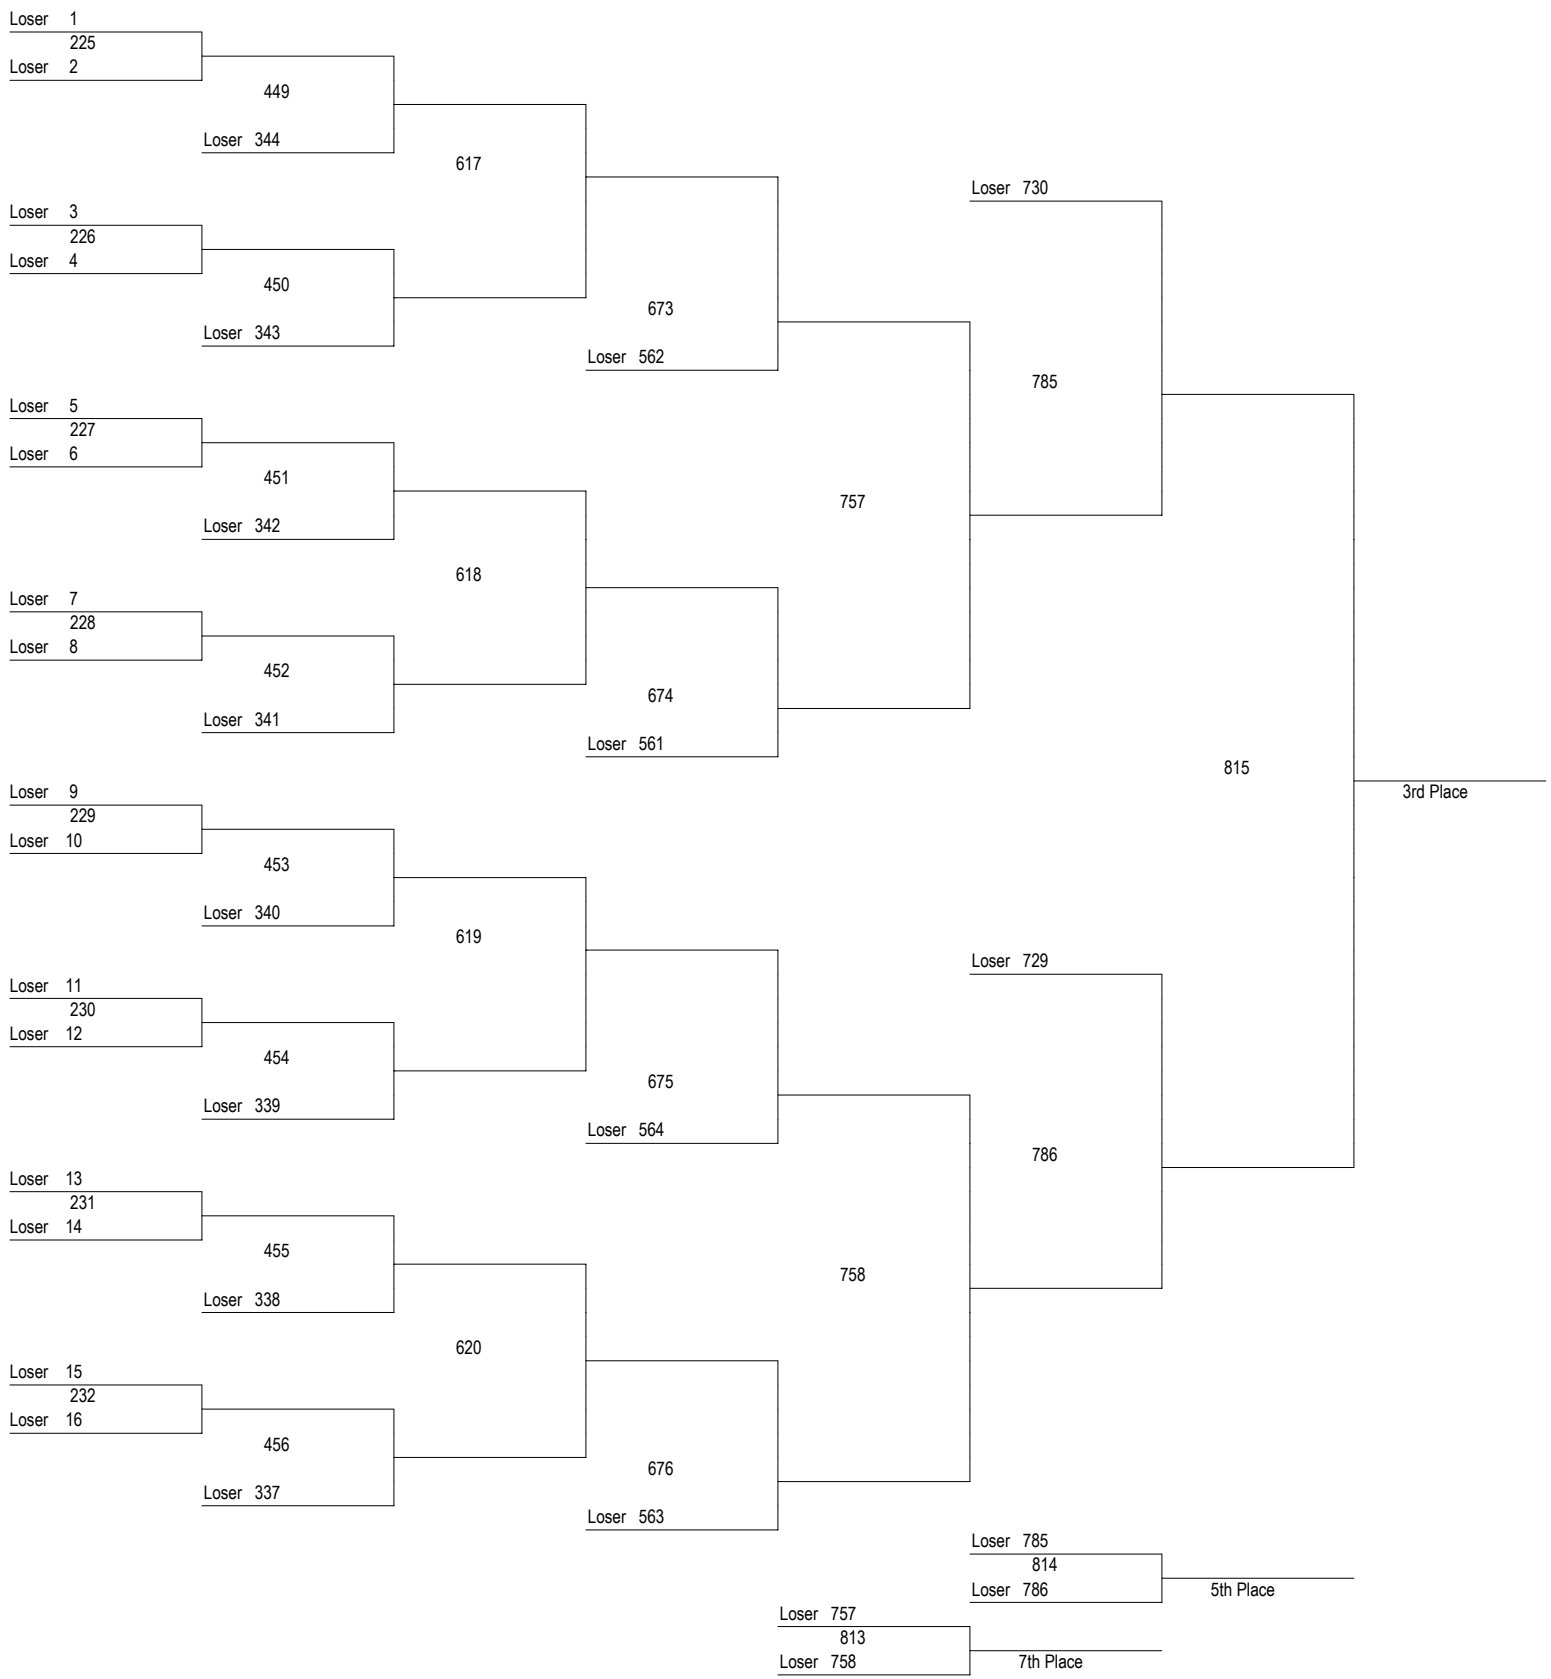 Loser 1
225
Loser 2
449
Loser 344
617
Loser 730
Loser 3
226
Loser 4
450
673
Loser 343
Loser 562
785
Loser 5
227
Loser 6
451
757
Loser 342
618
Loser 7
228
Loser 8
452
674
Loser 341
Loser 561
815
Loser 9
3rd Place
229
Loser 10
453
Loser 340
619
Loser 729
Loser 11
230
Loser 12
454
675
Loser 339
Loser 564
786
Loser 13
231
Loser 14
455
758
Loser 338
620
Loser 15
232
Loser 16
456
676
Loser 337
Loser 563
Loser 785
814
Loser 786
5th Place
Loser 757
813
Loser 758
7th Place